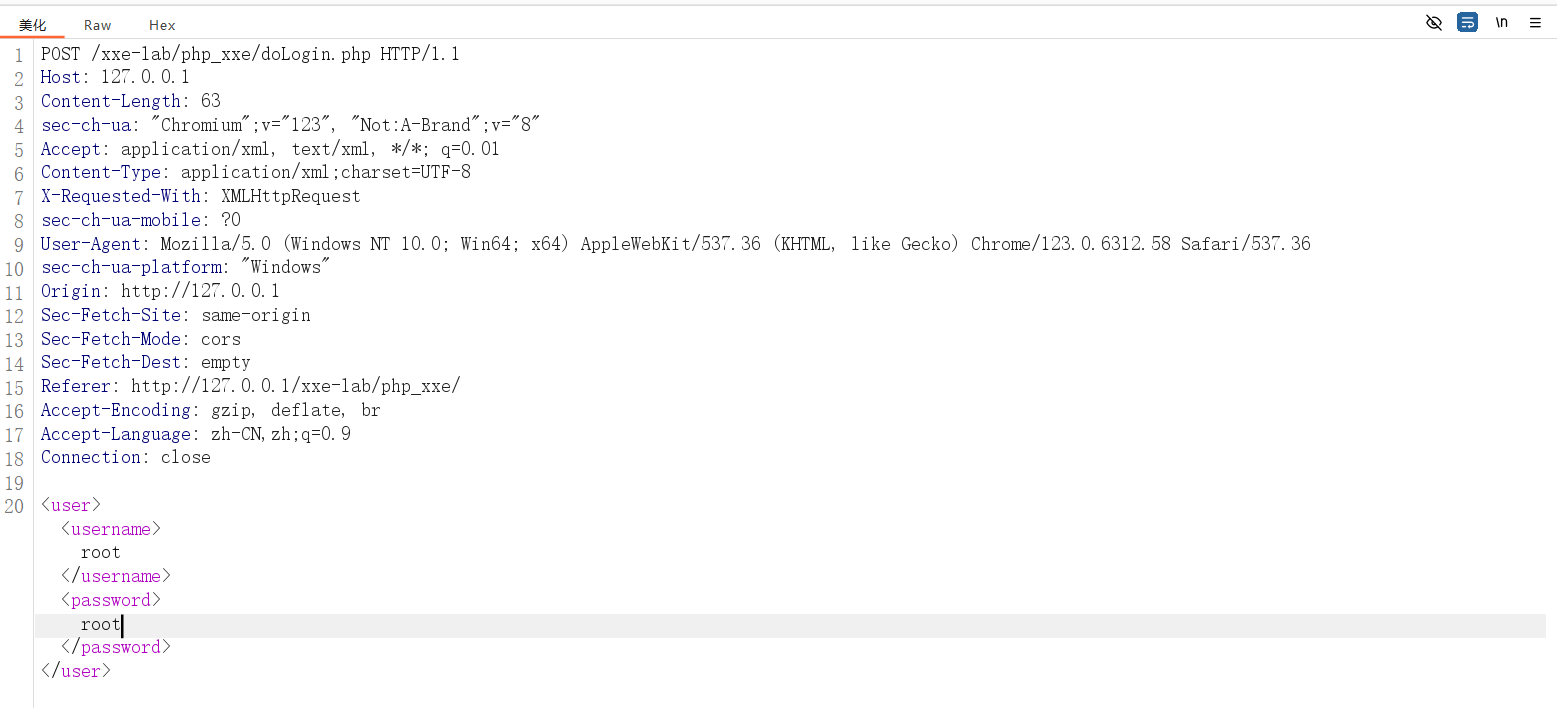 美化 Raw Hex \n
1 POST /xxe-lab/php_xxe/doLogin.php HTTP/1.1
2 Host: 127.0.0.1
3 Content-Length: 63
4 sec-ch-ua: "Chromium";v="123", "Not:A-Brand";v="8"
5 Accept: application/xml, text/xml, */*; q=0.01
6 Content-Type: application/xml;charset=UTF-8
7 X-Requested-With: XMLHttpRequest
8 sec-ch-ua-mobile: ?0
9 User-Agent: Mozilla/5.0 (Windows NT 10.0; Win64; x64) AppleWebKit/537.36 (KHTML, like Gecko) Chrome/123.0.6312.58 Safari/537.36
10 sec-ch-ua-platform: "Windows"
11 Origin: http://127.0.0.1
12 Sec-Fetch-Site: same-origin
13 Sec-Fetch-Mode: cors
14 Sec-Fetch-Dest: empty
15 Referer: http://127.0.0.1/xxe-lab/php_xxe/
16 Accept-Encoding: gzip, deflate, br
17 Accept-Language: zh-CN,zh;q=0.9
18 Connection: close
19
20 <user>
<username>
root
</username>
<password>
root
</password>
</user>